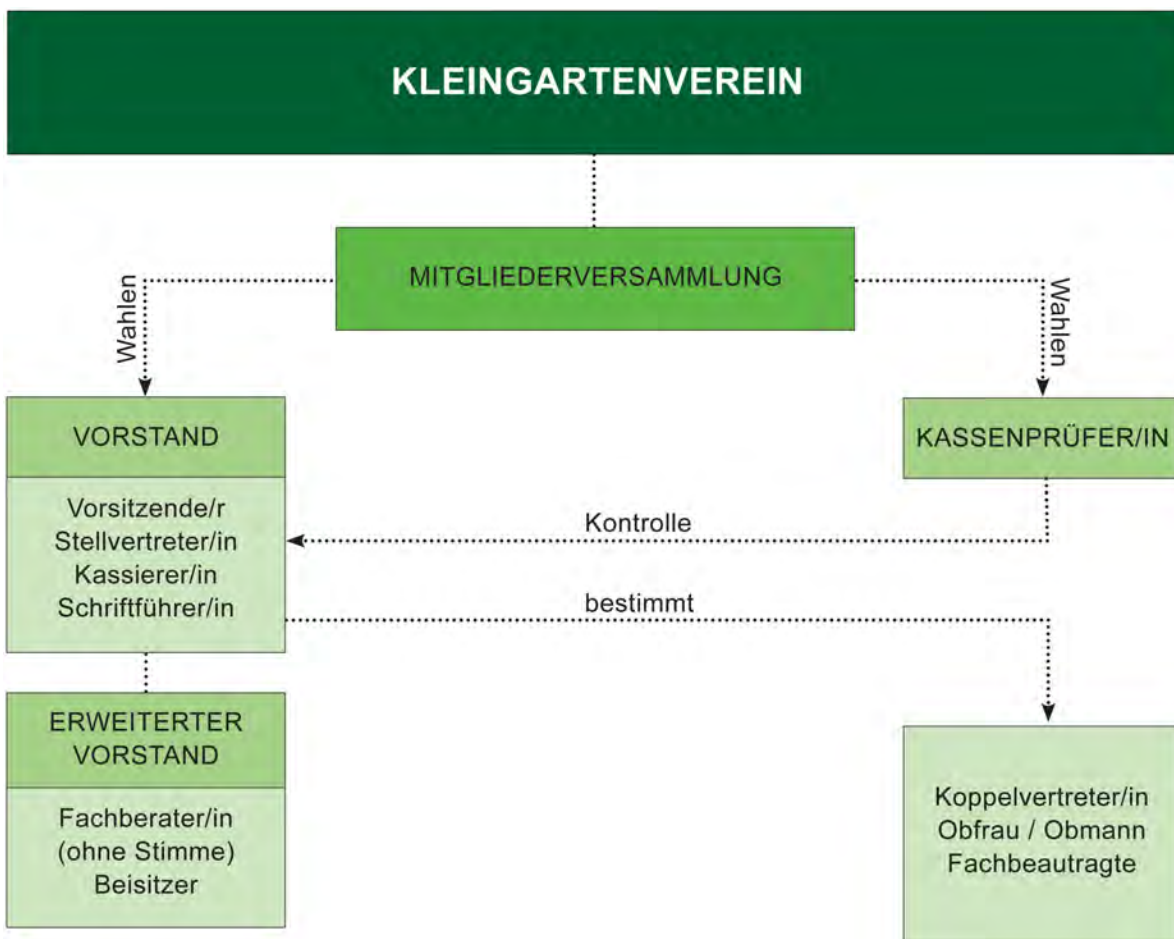 KLEINGARTENVEREIN
MITGLIEDERVERSAMMLUNG
Wahlen
Wahlen
VORSTAND
Vorsitzende/r
Stellvertreter/in
Kassierer/in
Schriftführer/in
KASSENPRÜFER/IN
Kontrolle
bestimmt
ERWEITERTER
VORSTAND
Fachberater/in
(ohne Stimme)
Beisitzer
Koppelvertreter/in
Obfrau / Obmann
Fachbeautragte